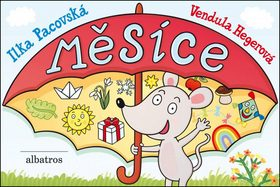 Ilka Pacovská
Vendula Hegerová
Měsíce
albatros